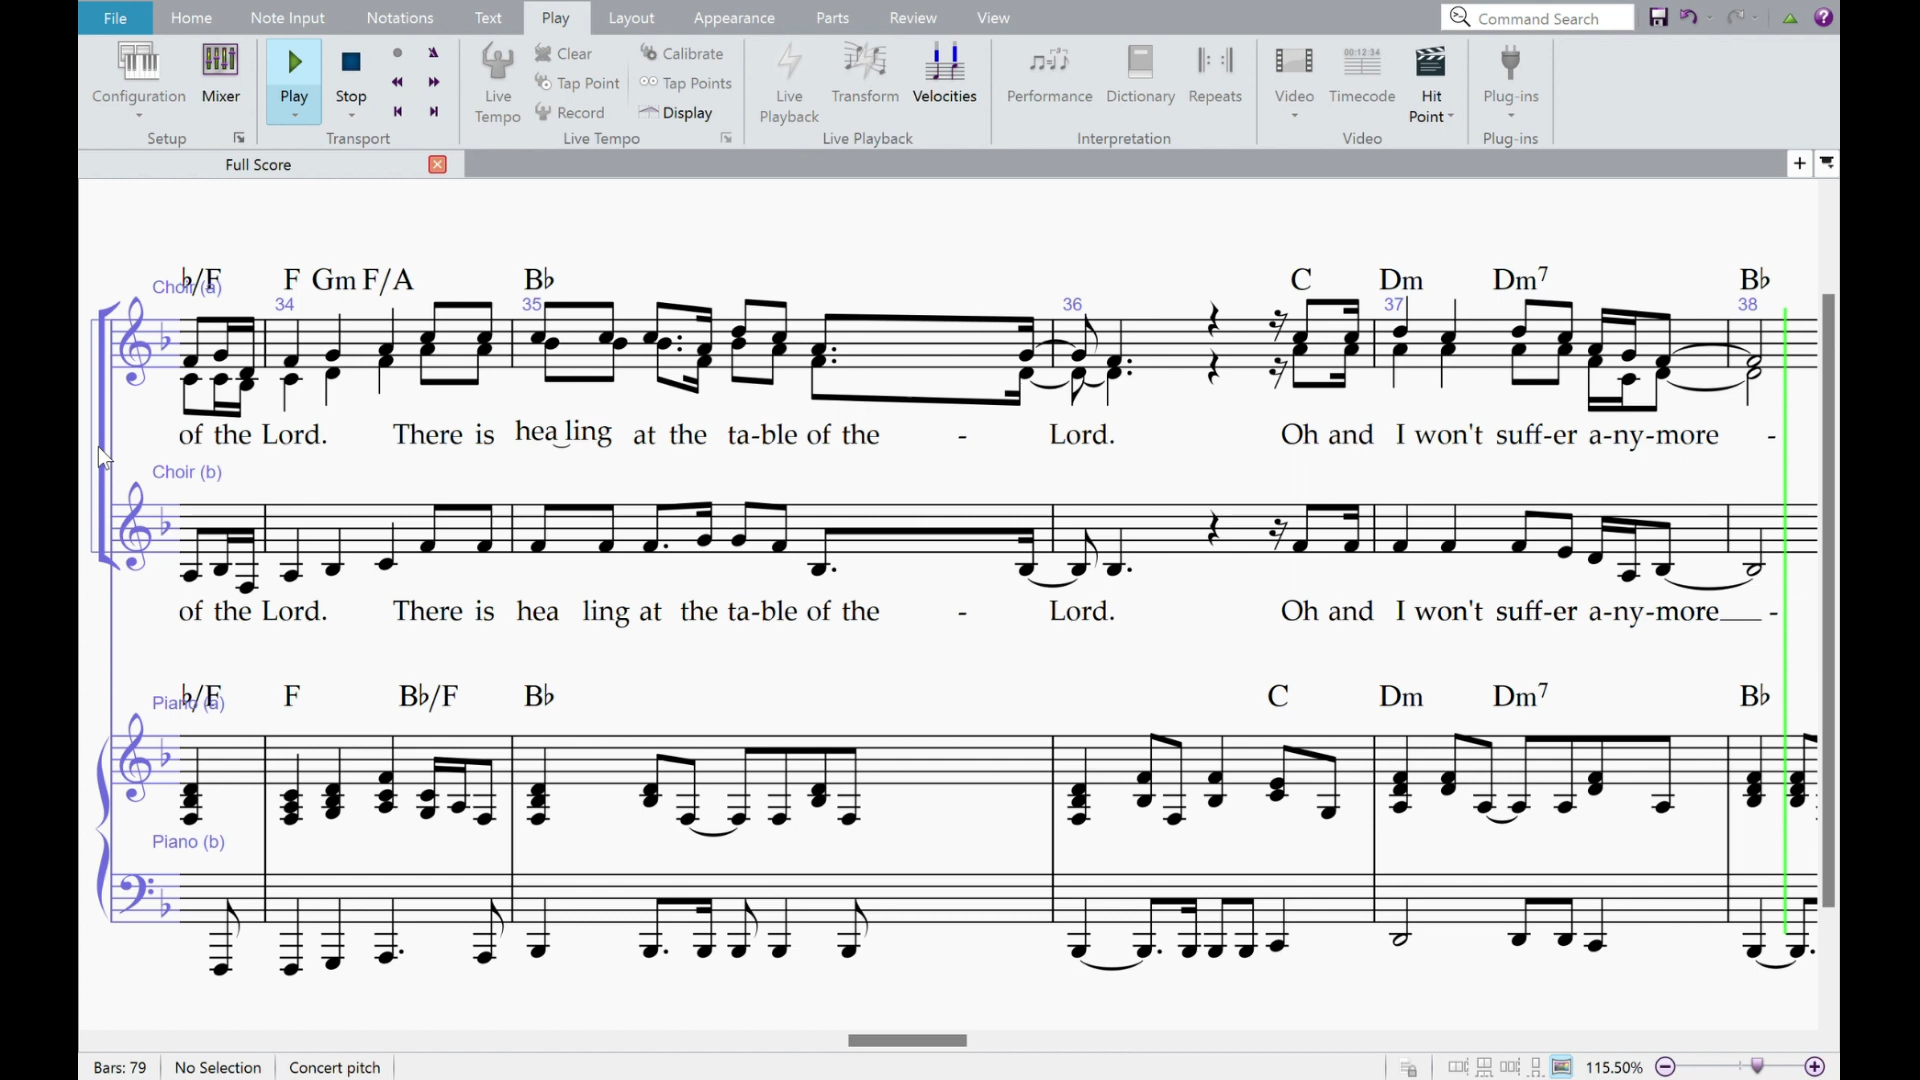 File Home Note Input Notations Text Play Layout Appearance Parts Review View Command Search ?
Configuration Mixer Play Stop Live Tempo Clear Tap Point Record Calibrate Tap Points Display Live Playback Transform Velocities Performance Dictionary Repeats Video Timecode 00:12:34 Hit Point Plug-ins
Setup Transport Live Tempo Live Playback Interpretation Video Plug-ins
Full Score
♭/F F Gm F/A B♭ C Dm Dm7 B♭
Choir (a) 34 35 36 37 38
of the Lord. There is hea ling at the ta-ble of the - Lord. Oh and I won't suff-er a-ny-more -
Choir (b)
of the Lord. There is hea ling at the ta-ble of the - Lord. Oh and I won't suff-er a-ny-more -
♭/F F B♭/F B♭ C Dm Dm7 B♭
Piano (a)
Piano (b)
Bars: 79 No Selection Concert pitch 115.50%